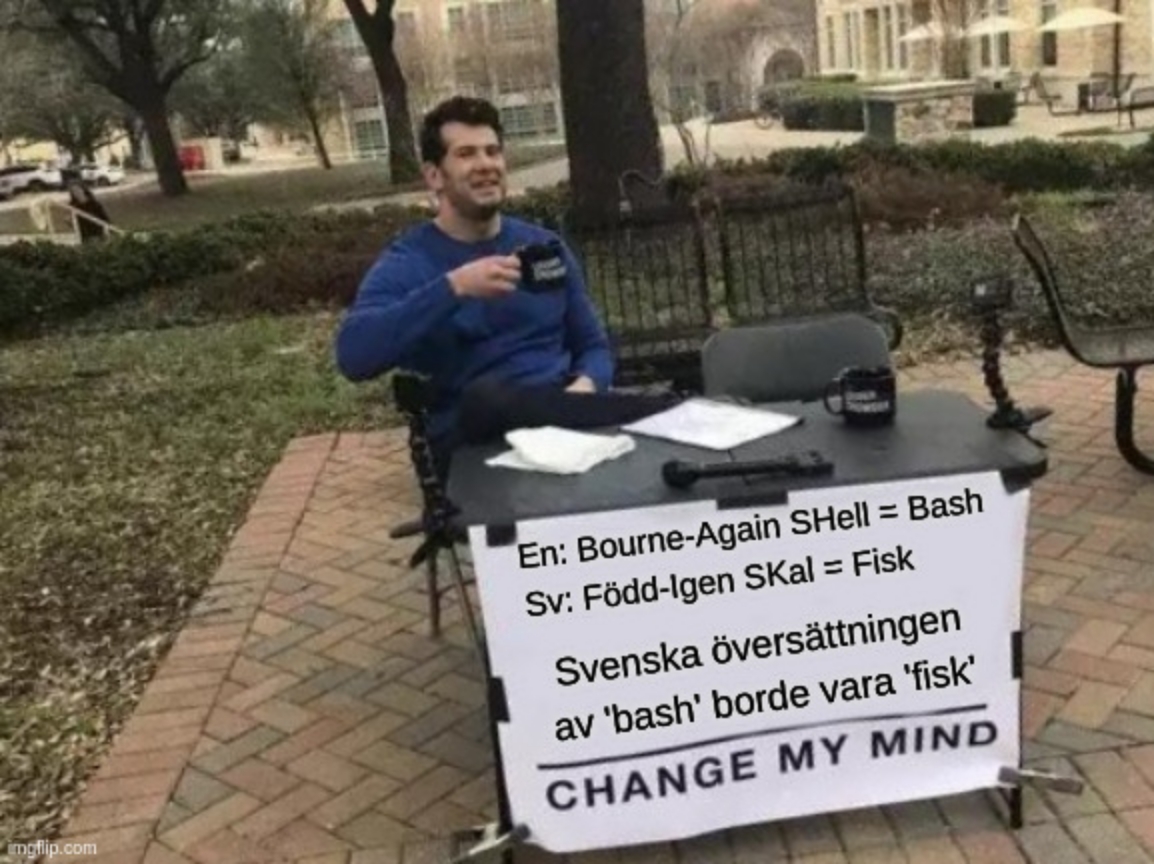 En: Bourne-Again SHell = Bash
Sv: Född-Igen SKal = Fisk
Svenska översättningen
av 'bash' borde vara 'fisk'
CHANGE MY MIND
imgflip.com